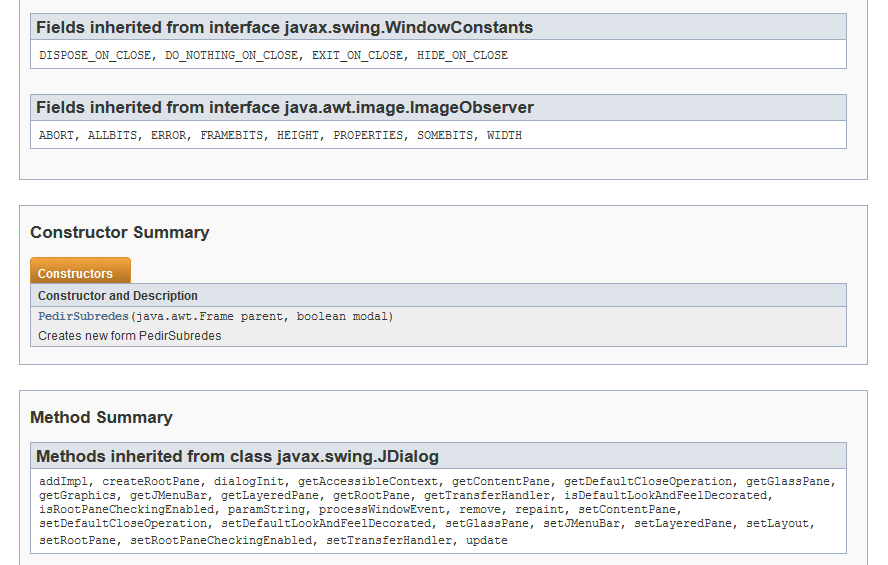 Fields inherited from interface javax.swing.WindowConstants
DISPOSE_ON_CLOSE, DO_NOTHING_ON_CLOSE, EXIT_ON_CLOSE, HIDE_ON_CLOSE
Fields inherited from interface java.awt.image.ImageObserver
ABORT, ALLBITS, ERROR, FRAMEBITS, HEIGHT, PROPERTIES, SOMEBITS, WIDTH
Constructor Summary
Constructors
Constructor and Description
PedirSubredes(java.awt.Frame parent, boolean modal)
Creates new form PedirSubredes
Method Summary
Methods inherited from class javax.swing.JDialog
addImpl, createRootPane, dialogInit, getAccessibleContext, getContentPane, getDefaultCloseOperation, getGlassPane,
getGraphics, getJMenuBar, getLayeredPane, getRootPane, getTransferHandler, isDefaultLookAndFeelDecorated,
isRootPaneCheckingEnabled, paramString, processWindowEvent, remove, repaint, setContentPane,
setDefaultCloseOperation, setDefaultLookAndFeelDecorated, setGlassPane, setJMenuBar, setLayeredPane, setLayout,
setRootPane, setRootPaneCheckingEnabled, setTransferHandler, update